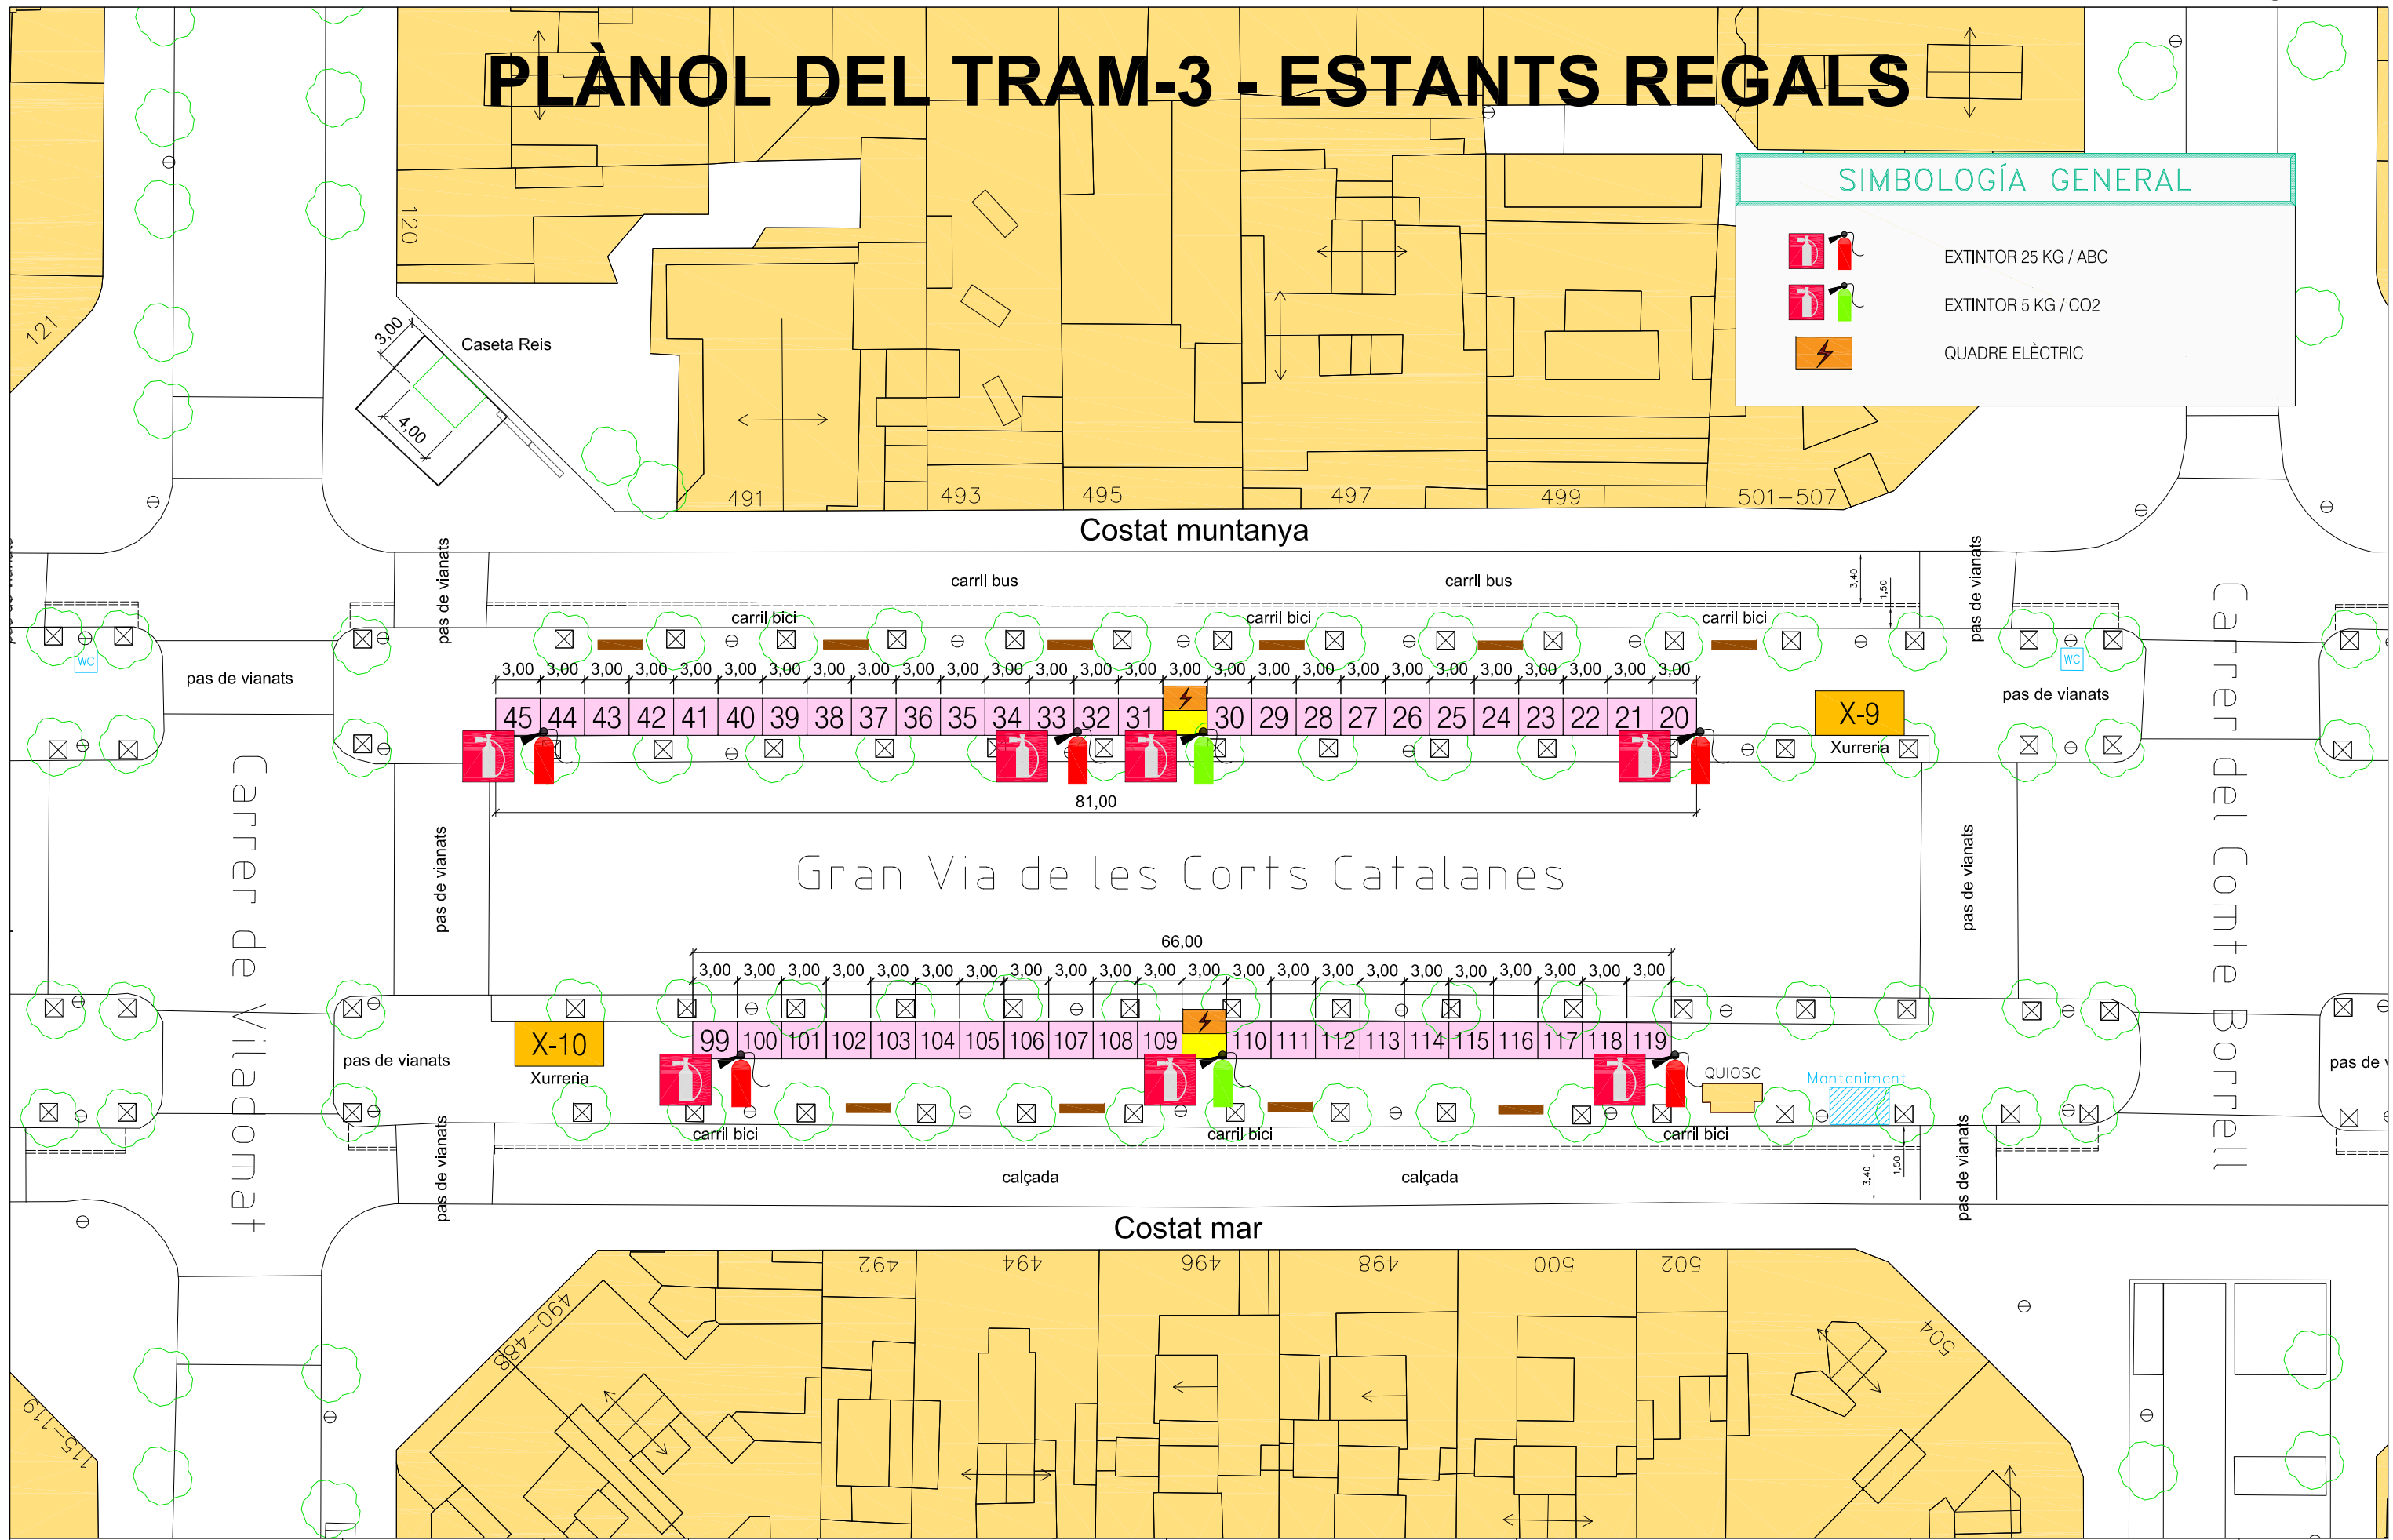 PLÀNOL DEL TRAM-3 - ESTANTS REGALS
SIMBOLOGÍA GENERAL
EXTINTOR 25 KG / ABC
EXTINTOR 5 KG / CO2
QUADRE ELÈCTRIC
120
121
3,00
Caseta Reis
4,00
491
493
495
497
499
501-507
Costat muntanya
pas de vianats
carril bus
carril bus
3,40
1,50
pas de vianats
carril bici
carril bici
carril bici
WC
WC
pas de vianats
pas de vianats
3,00 3,00 3,00 3,00 3,00 3,00 3,00 3,00 3,00 3,00 3,00 3,00 3,00 3,00 3,00 3,00 3,00 3,00 3,00 3,00 3,00 3,00 3,00 3,00 3,00 3,00 3,00
45 44 43 42 41 40 39 38 37 36 35 34 33 32 31 30 29 28 27 26 25 24 23 22 21 20
X-9
Xurreria
81,00
Carrer de Viladomat
pas de vianats
Gran Via de les Corts Catalanes
pas de vianats
Carrer del Comte Borrell
66,00
3,00 3,00 3,00 3,00 3,00 3,00 3,00 3,00 3,00 3,00 3,00 3,00 3,00 3,00 3,00 3,00 3,00 3,00 3,00 3,00 3,00 3,00
X-10
Xurreria
99 100 101 102 103 104 105 106 107 108 109 110 111 112 113 114 115 116 117 118 119
pas de vianats
pas de v
QUIOSC
Manteniment
carril bici
carril bici
carril bici
pas de vianats
calçada
calçada
3,40
1,50
pas de vianats
Costat mar
490-488
492
494
496
498
500
502
504
115-119